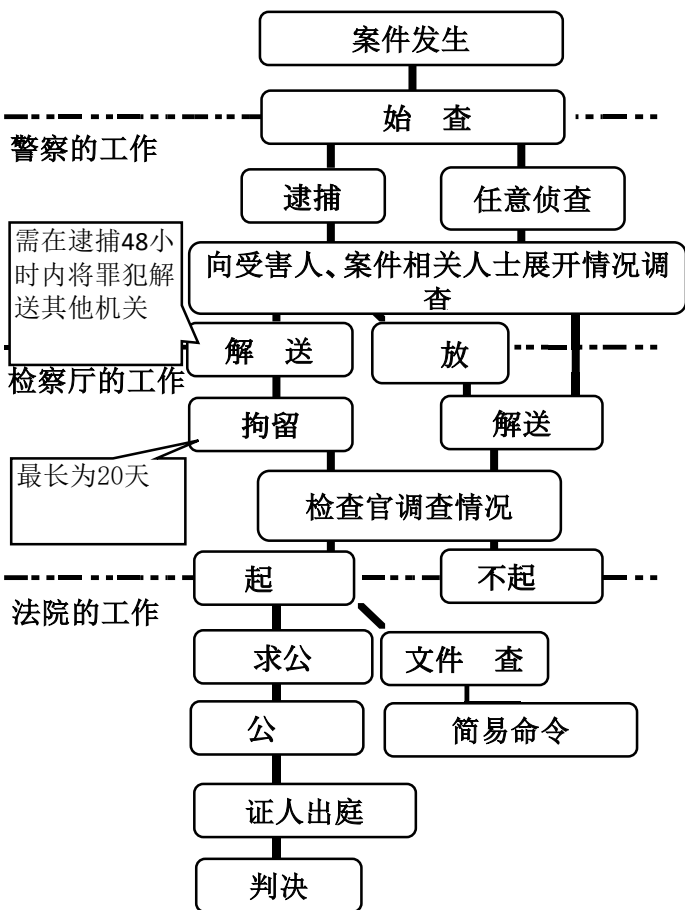 案件发生
始 查
警察的工作
逮捕
任意侦查
需在逮捕48小
时内将罪犯解
送其他机关
向受害人、案件相关人士展开情况调
查
解 送
放
检察厅的工作
拘留
解送
最长为20天
检查官调查情况
起
不起
法院的工作
求公
文件 查
公
简易命令
证人出庭
判决